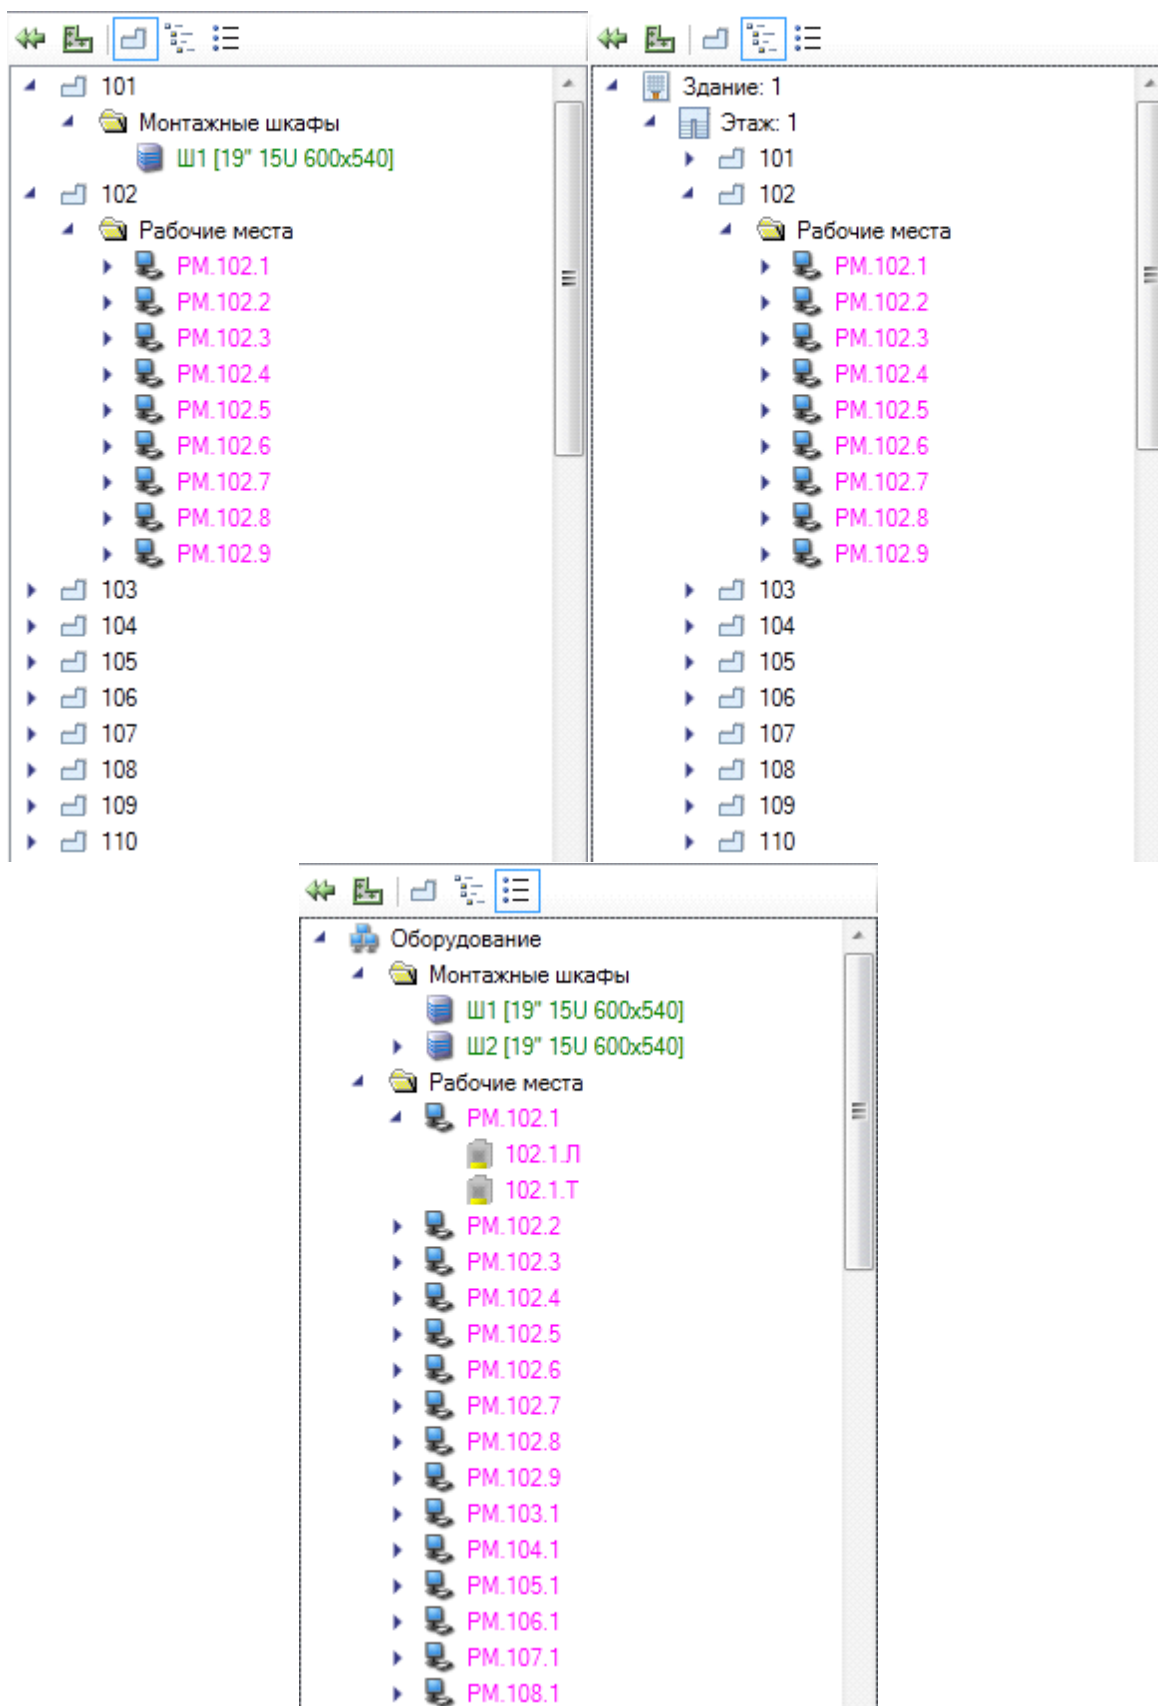 101
Монтажные шкафы
Ш1 [19" 15U 600x540]
102
Рабочие места
РМ.102.1
РМ.102.2
РМ.102.3
РМ.102.4
РМ.102.5
РМ.102.6
РМ.102.7
РМ.102.8
РМ.102.9
103
104
105
106
107
108
109
110
Здание: 1
Этаж: 1
101
102
Рабочие места
РМ.102.1
РМ.102.2
РМ.102.3
РМ.102.4
РМ.102.5
РМ.102.6
РМ.102.7
РМ.102.8
РМ.102.9
103
104
105
106
107
108
109
110
Оборудование
Монтажные шкафы
Ш1 [19" 15U 600x540]
Ш2 [19" 15U 600x540]
Рабочие места
РМ.102.1
102.1.Л
102.1.Т
РМ.102.2
РМ.102.3
РМ.102.4
РМ.102.5
РМ.102.6
РМ.102.7
РМ.102.8
РМ.102.9
РМ.103.1
РМ.104.1
РМ.105.1
РМ.106.1
РМ.107.1
РМ.108.1